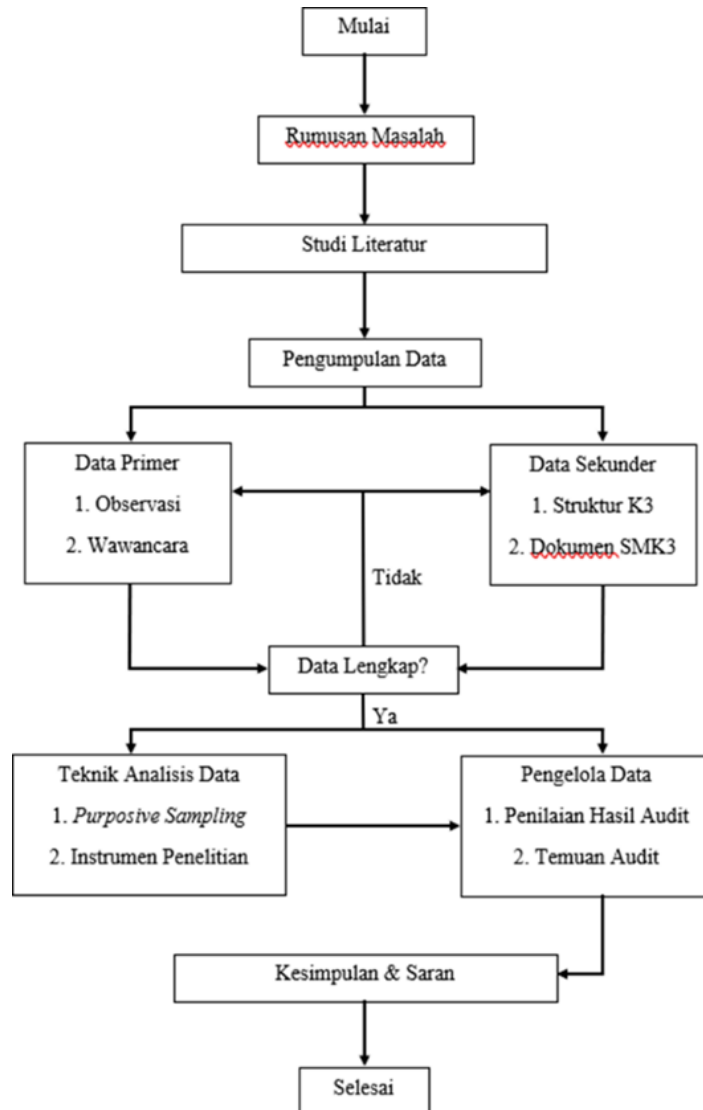 Mulai
Rumusan Masalah
Studi Literatur
Pengumpulan Data
Data Primer
1. Observasi
2. Wawancara
Data Sekunder
1. Struktur K3
2. Dokumen SMK3
Tidak
Data Lengkap?
Ya
Teknik Analisis Data
1. Purposive Sampling
2. Instrumen Penelitian
Pengelola Data
1. Penilaian Hasil Audit
2. Temuan Audit
Kesimpulan & Saran
Selesai